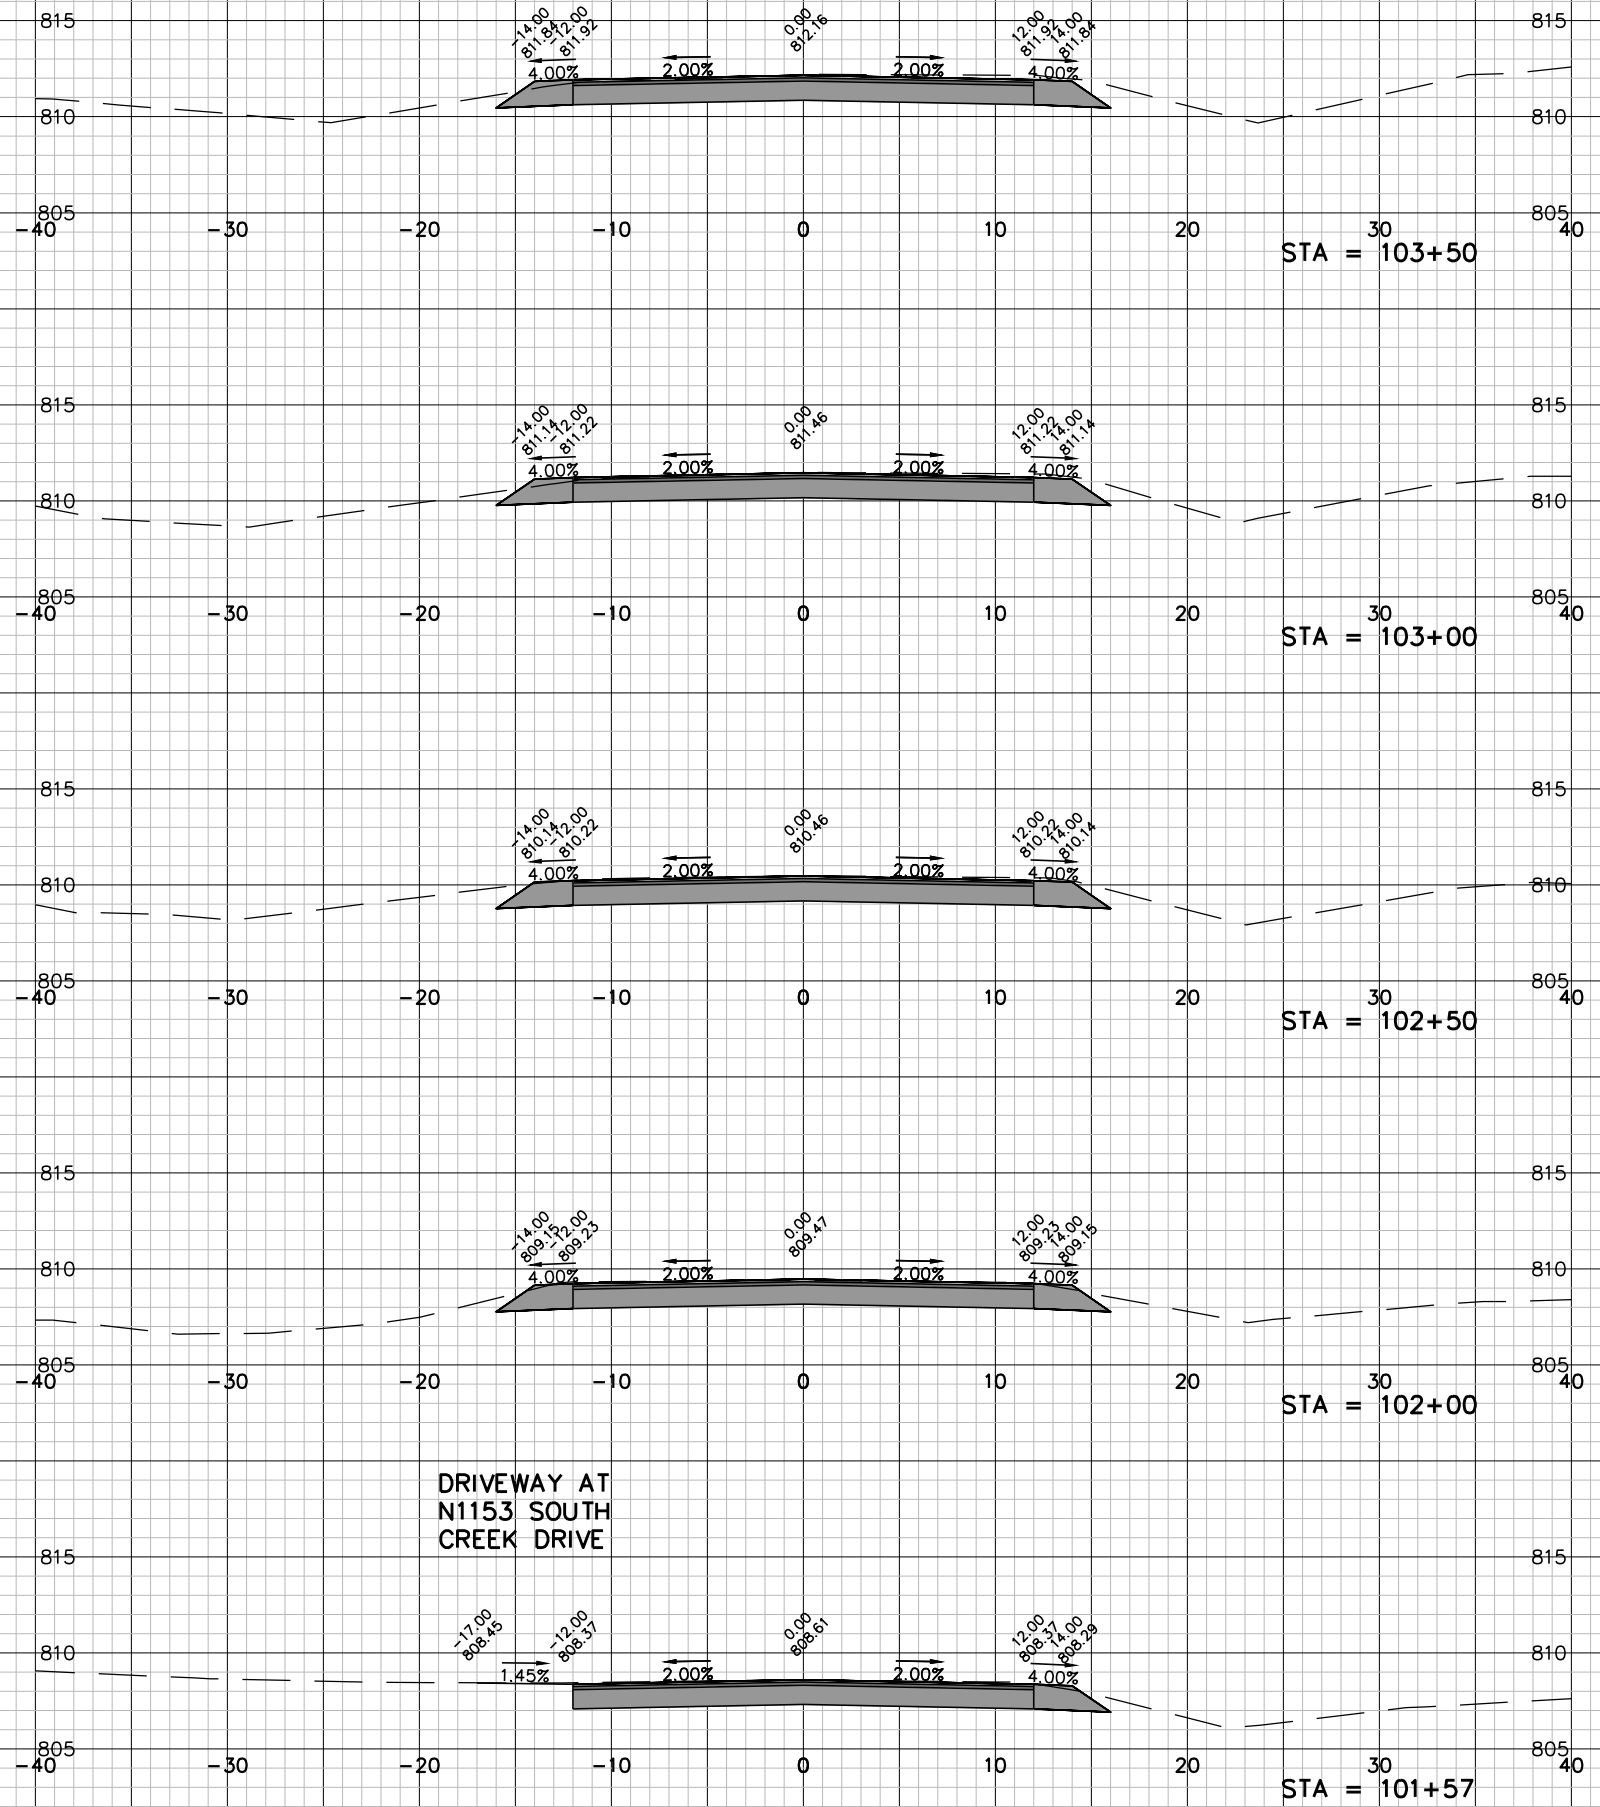 815 815
-14.00 -12.00 0.00 12.00 14.00
811.84 811.92 812.16 811.92 811.84
4.00% 2.00% 2.00% 4.00%
810 810
805 805
-40 -30 -20 -10 0 10 20 30 40
STA = 103+50
815 815
-14.00 -12.00 0.00 12.00 14.00
811.14 811.22 811.46 811.22 811.14
4.00% 2.00% 2.00% 4.00%
810 810
805 805
-40 -30 -20 -10 0 10 20 30 40
STA = 103+00
815 815
-14.00 -12.00 0.00 12.00 14.00
810.14 810.22 810.46 810.22 810.14
4.00% 2.00% 2.00% 4.00%
810 810
805 805
-40 -30 -20 -10 0 10 20 30 40
STA = 102+50
815 815
-14.00 -12.00 0.00 12.00 14.00
809.15 809.23 809.47 809.23 809.15
810 810
4.00% 2.00% 2.00% 4.00%
805 805
-40 -30 -20 -10 0 10 20 30 40
STA = 102+00
DRIVEWAY AT
N1153 SOUTH
CREEK DRIVE
815 815
-17.00 -12.00 0.00 12.00 14.00
808.45 808.37 808.61 808.37 808.29
810 810
1.45% 2.00% 2.00% 4.00%
805 805
-40 -30 -20 -10 0 10 20 30 40
STA = 101+57